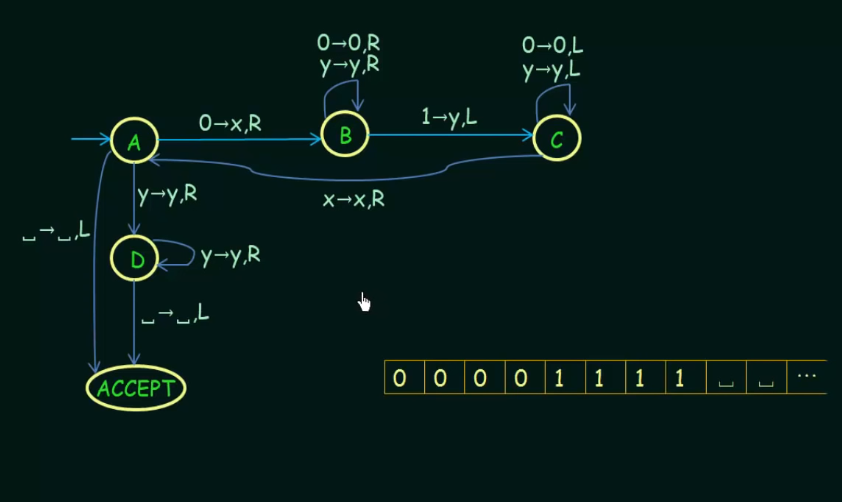 0→0,R
y→y,R
0→0,L
y→y,L
0→x,R
1→y,L
A
B
C
y→y,R
x→x,R
␣→␣,L
D
y→y,R
␣→␣,L
ACCEPT
0 0 0 0 1 1 1 1 ␣ ␣ ...